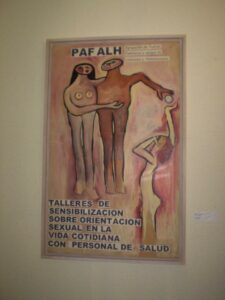 PAFALH
TALLERES DE
SENSIBILIZACION
SOBRE ORIENTACION
SEXUAL EN LA
VIDA COTIDIANA
CON PERSONAL DE SALUD